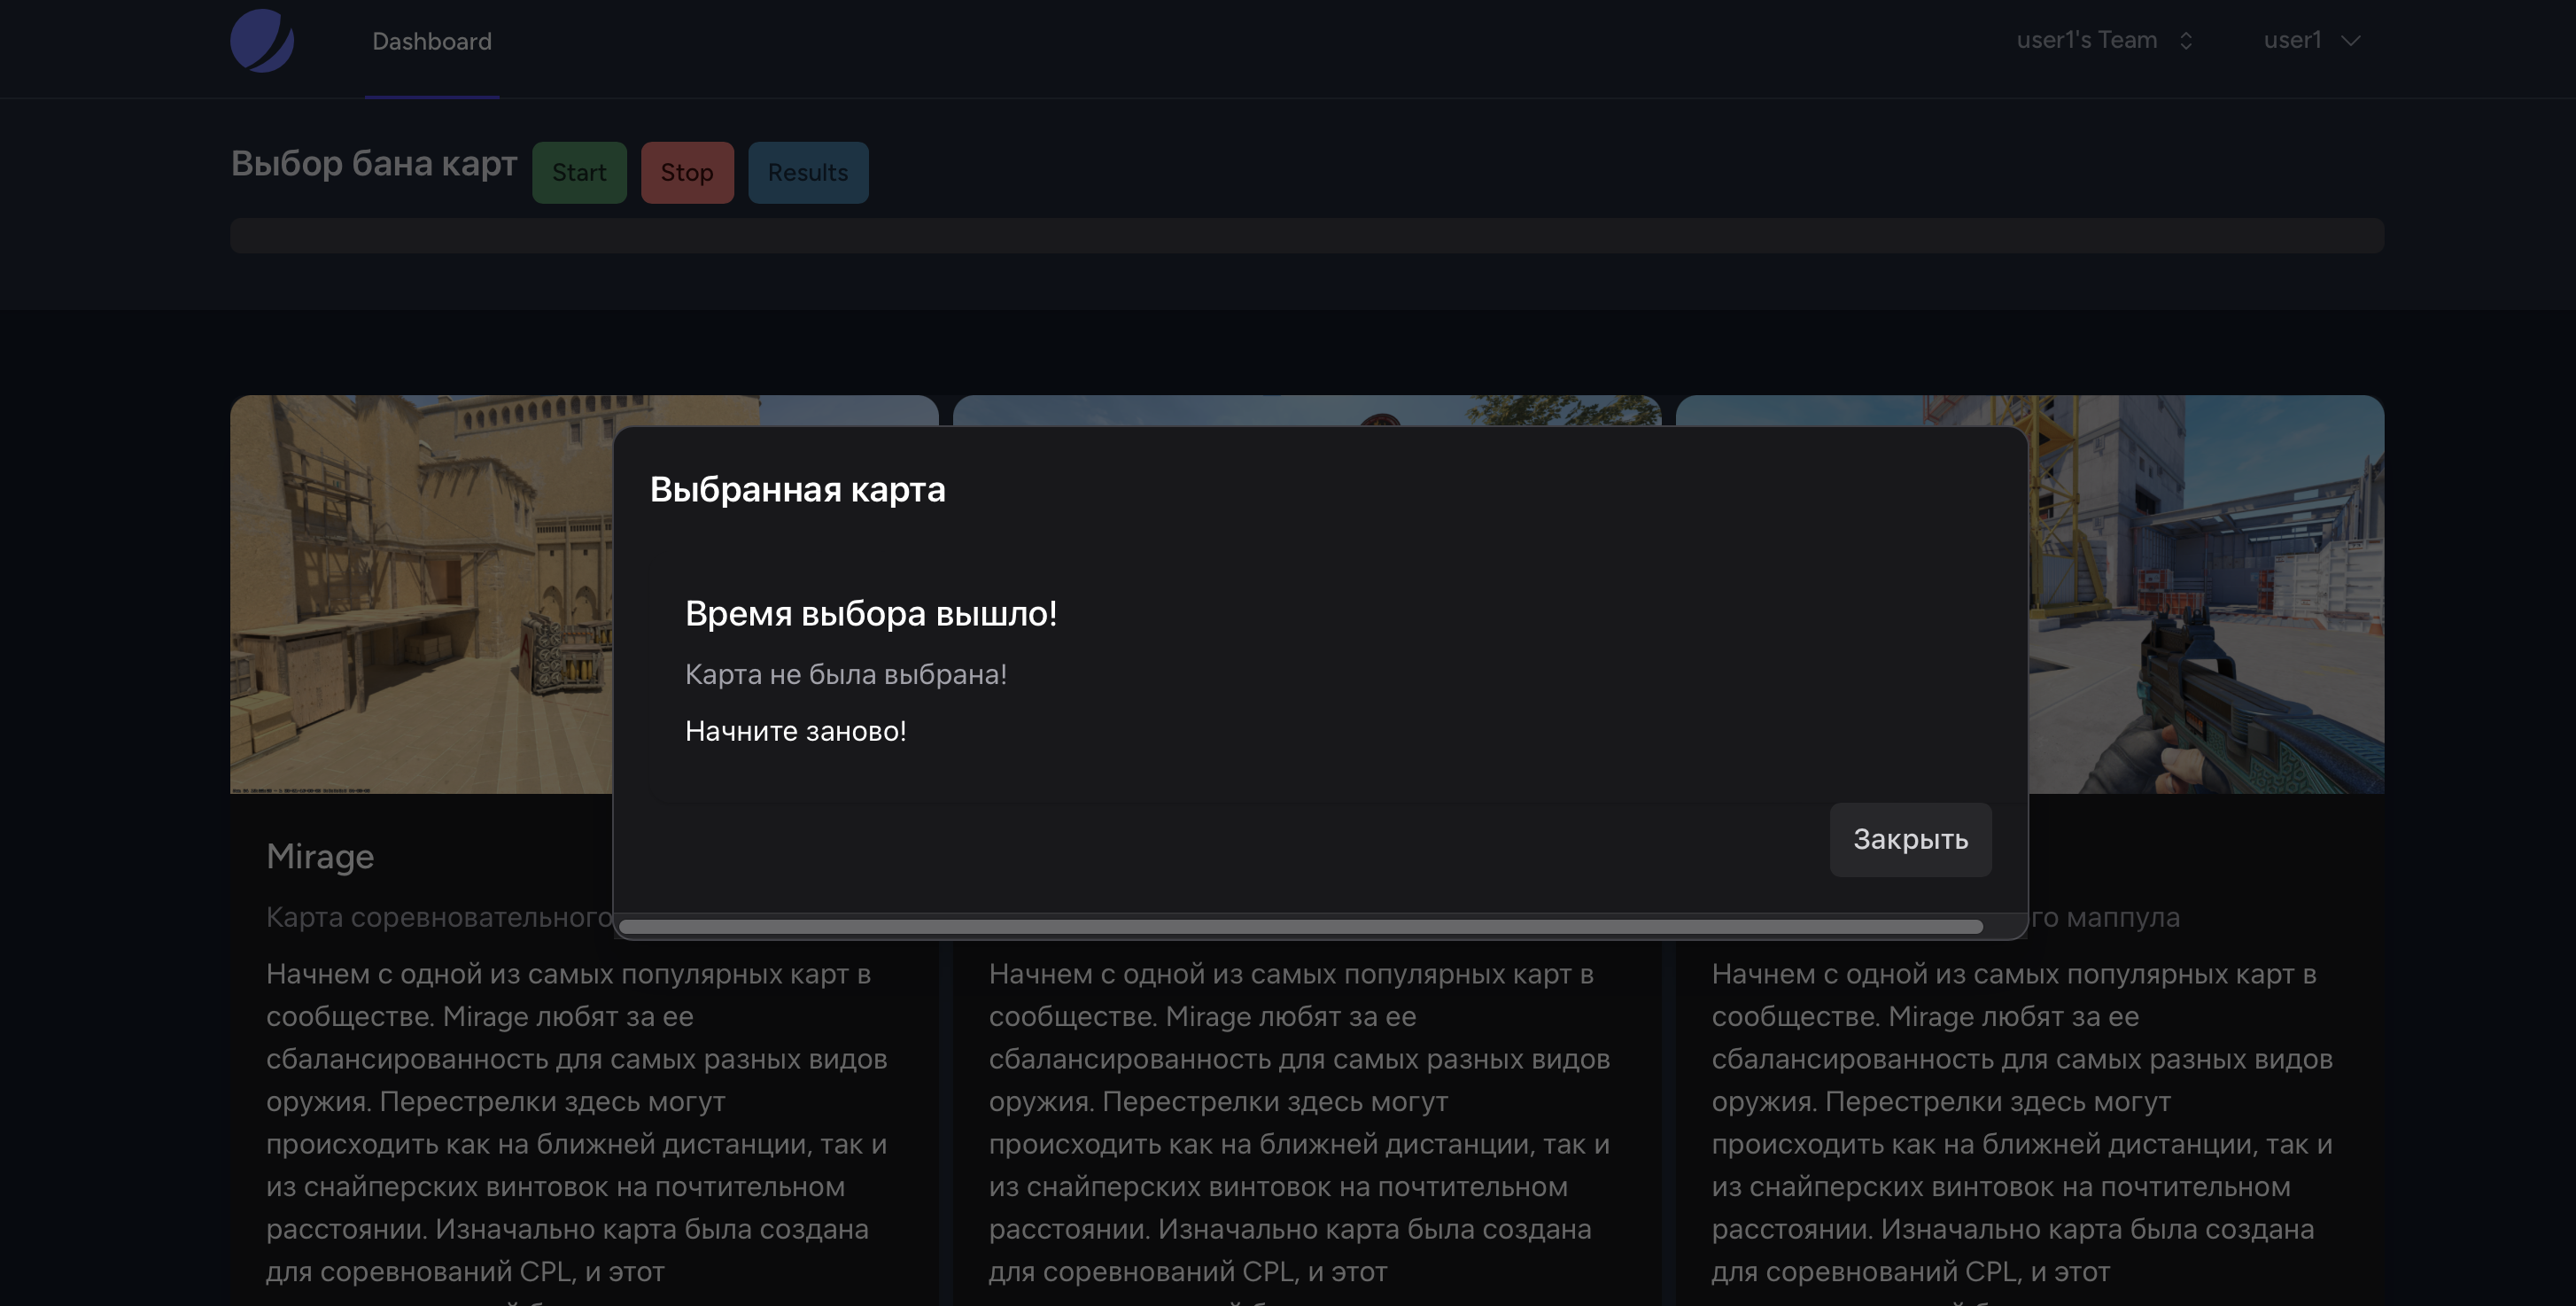 Dashboard
user1's Team
user1
Выбор бана карт
Start
Stop
Results
Выбранная карта
Время выбора вышло!
Карта не была выбрана!
Начните заново!
Закрыть
Mirage
Карта соревновательного
го маппула
Начнем с одной из самых популярных карт в
сообществе. Mirage любят за ее
сбалансированность для самых разных видов
оружия. Перестрелки здесь могут
происходить как на ближней дистанции, так и
из снайперских винтовок на почтительном
расстоянии. Изначально карта была создана
для соревнований CPL, и этот
Начнем с одной из самых популярных карт в
сообществе. Mirage любят за ее
сбалансированность для самых разных видов
оружия. Перестрелки здесь могут
происходить как на ближней дистанции, так и
из снайперских винтовок на почтительном
расстоянии. Изначально карта была создана
для соревнований CPL, и этот
Начнем с одной из самых популярных карт в
сообществе. Mirage любят за ее
сбалансированность для самых разных видов
оружия. Перестрелки здесь могут
происходить как на ближней дистанции, так и
из снайперских винтовок на почтительном
расстоянии. Изначально карта была создана
для соревнований CPL, и этот